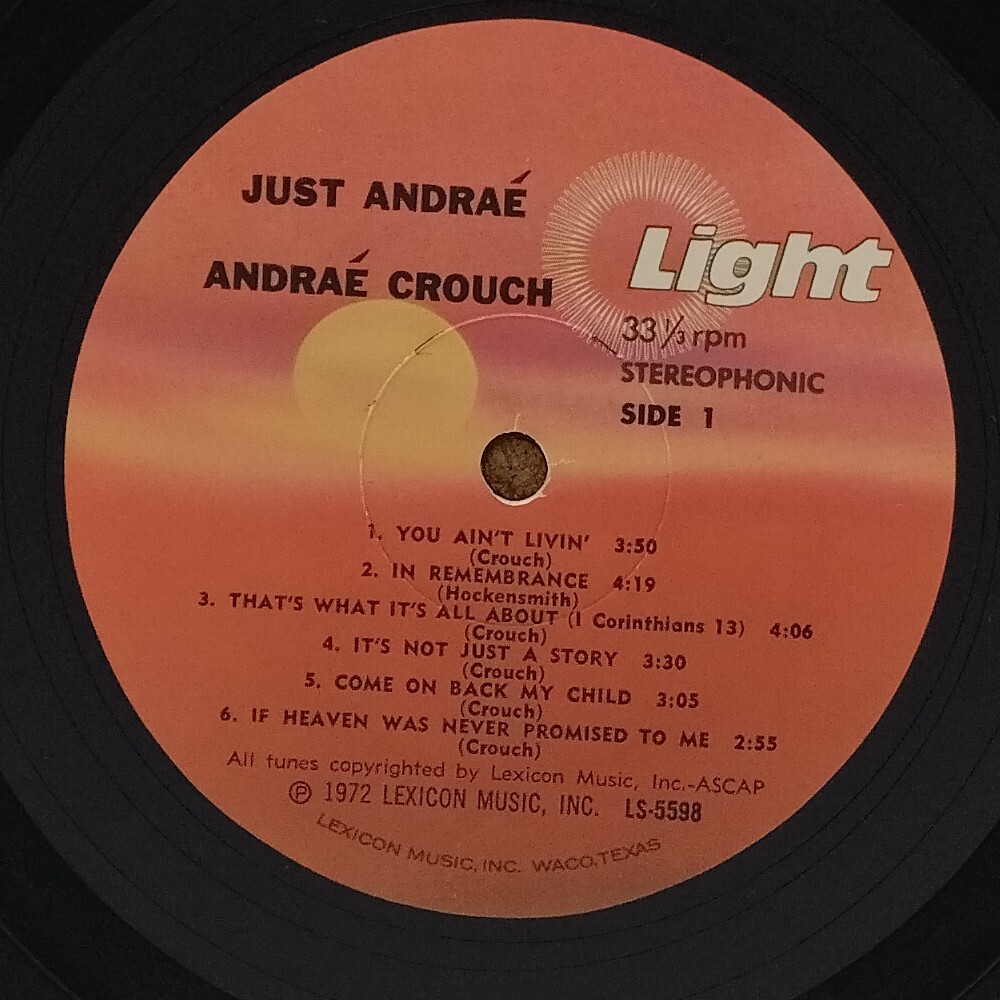 JUST ANDRAÉ
ANDRAÉ CROUCH
Light
33 1/3 rpm
STEREOPHONIC
SIDE 1
1. YOU AIN'T LIVIN' 3:50
(Crouch)
2. IN REMEMBRANCE 4:19
(Hockensmith)
3. THAT'S WHAT IT'S ALL ABOUT (I Corinthians 13) 4:06
(Crouch)
4. IT'S NOT JUST A STORY 3:30
(Crouch)
5. COME ON BACK MY CHILD 3:05
(Crouch)
6. IF HEAVEN WAS NEVER PROMISED TO ME 2:55
(Crouch)
All tunes copyrighted by Lexicon Music, Inc.-ASCAP
Ⓟ 1972 LEXICON MUSIC, INC. LS-5598
LEXICON MUSIC, INC. WACO, TEXAS